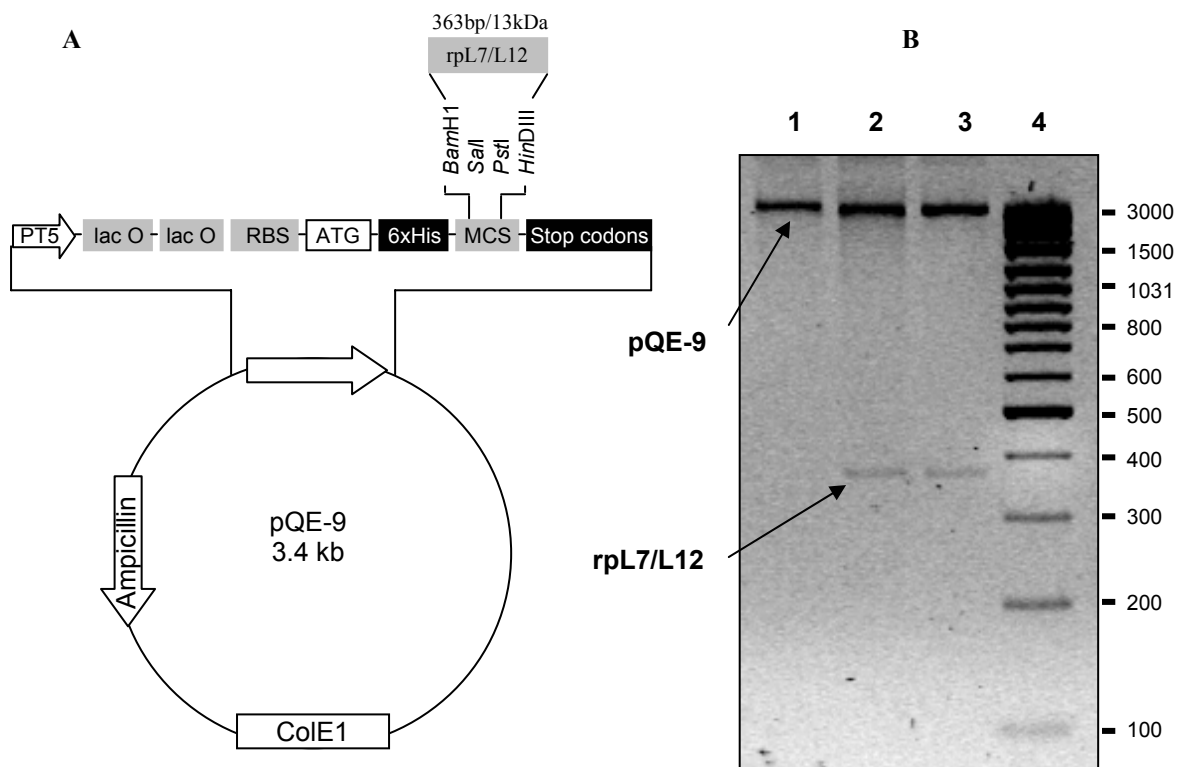 A
363bp/13kDa
rpL7/L12
BamH1
SalI
PstI
HinDIII
PT5
lac O
lac O
RBS
ATG
6xHis
MCS
Stop codons
Ampicillin
pQE-9
3.4 kb
ColE1
B
1 2 3 4
3000
1500
1031
800
600
500
400
300
200
100
pQE-9
rpL7/L12